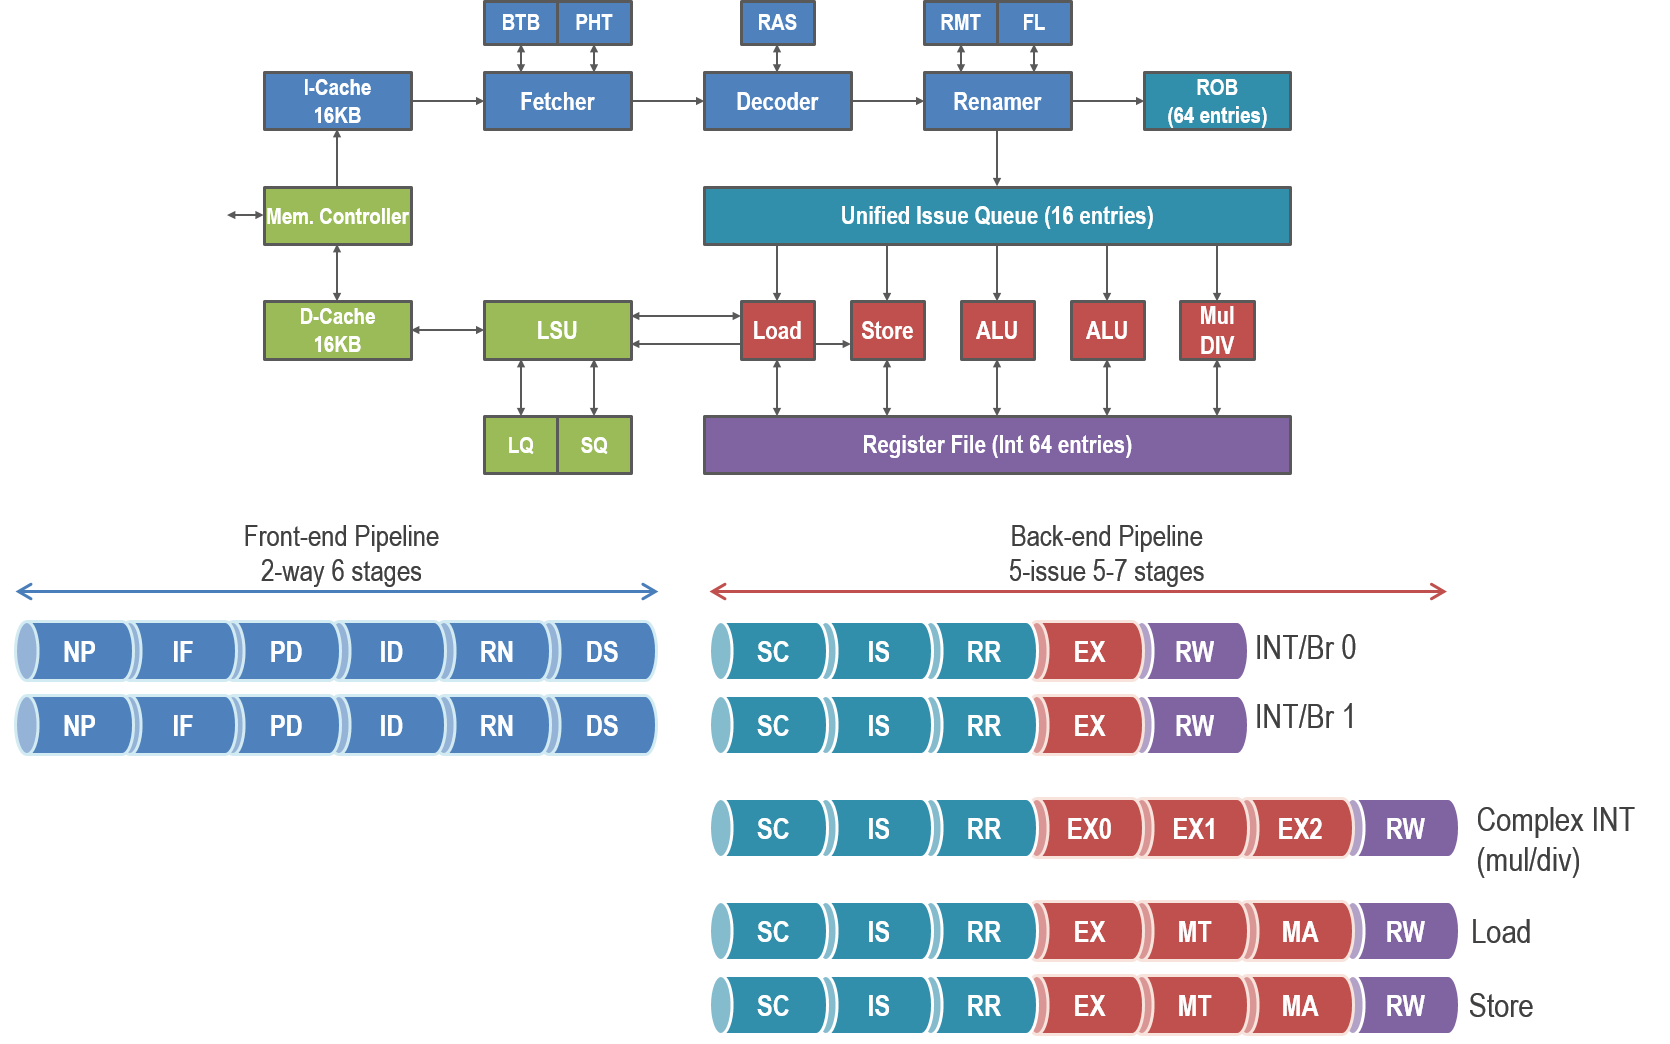 BTB PHT RAS RMT FL
I-Cache
16KB
Fetcher Decoder Renamer
ROB
(64 entries)
Mem. Controller
Unified Issue Queue (16 entries)
D-Cache
16KB
LSU Load Store ALU ALU
Mul
DIV
LQ SQ
Register File (Int 64 entries)
Front-end Pipeline
2-way 6 stages
Back-end Pipeline
5-issue 5-7 stages
NP IF PD ID RN DS SC IS RR EX RW INT/Br 0
NP IF PD ID RN DS SC IS RR EX RW INT/Br 1
SC IS RR EX0 EX1 EX2 RW
Complex INT
(mul/div)
SC IS RR EX MT MA RW Load
SC IS RR EX MT MA RW Store